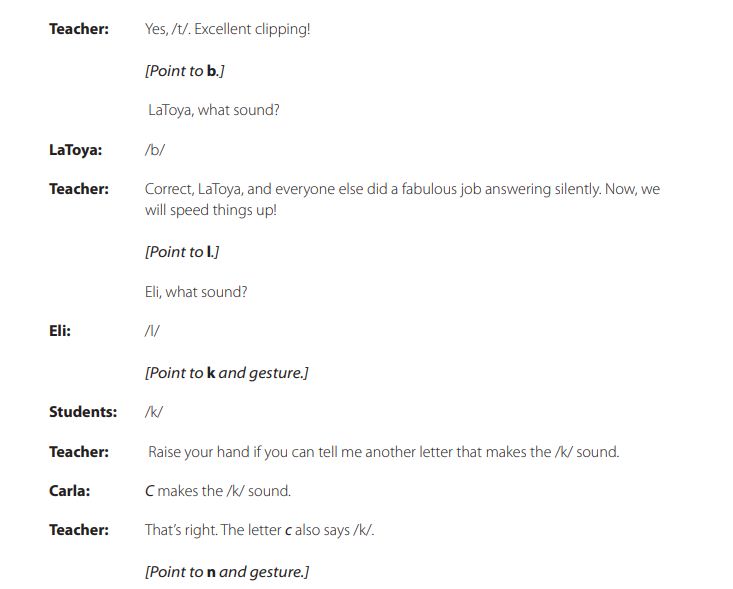 Teacher: Yes, /t/. Excellent clipping!
[Point to b.]
LaToya, what sound?
LaToya: /b/
Teacher: Correct, LaToya, and everyone else did a fabulous job answering silently. Now, we
will speed things up!
[Point to l.]
Eli, what sound?
Eli: /l/
[Point to k and gesture.]
Students: /k/
Teacher: Raise your hand if you can tell me another letter that makes the /k/ sound.
Carla: C makes the /k/ sound.
Teacher: That’s right. The letter c also says /k/.
[Point to n and gesture.]